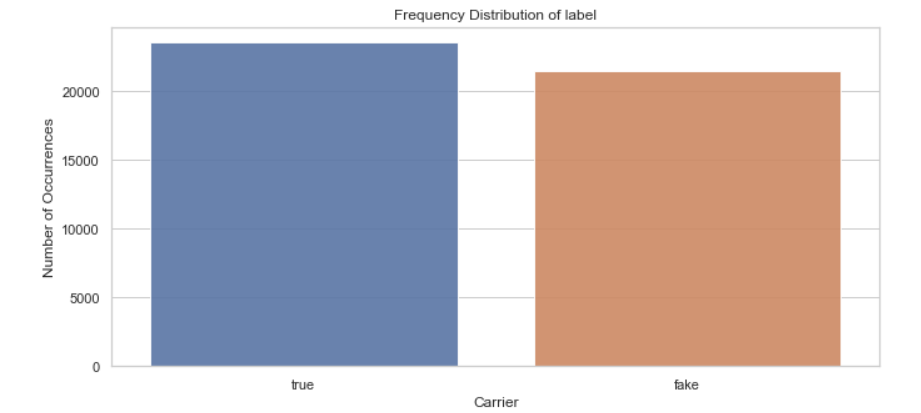 Frequency Distribution of label
Number of Occurrences
20000
15000
10000
5000
0
true fake
Carrier